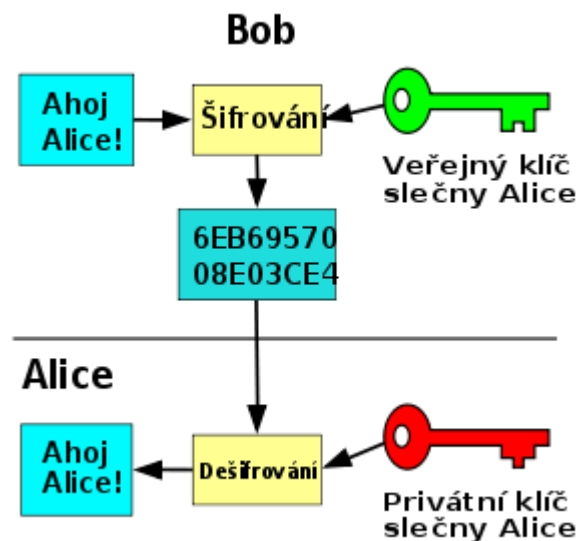 Bob
Ahoj
Alice!
Šifrování
Veřejný klíč
slečny Alice
6EB69570
08E03CE4
Alice
Ahoj
Alice!
Dešifrování
Privátní klíč
slečny Alice